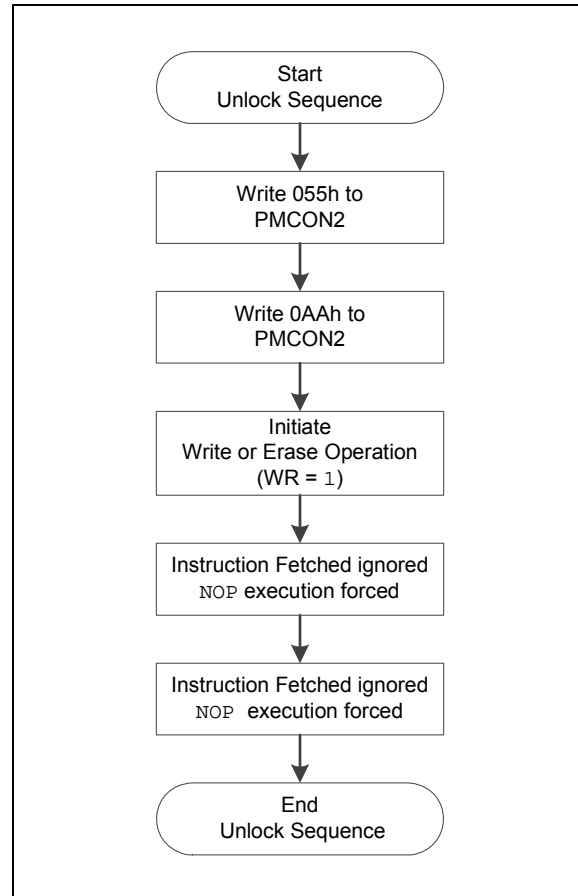 Start
Unlock Sequence
Write 055h to
PMCON2
Write 0AAh to
PMCON2
Initiate
Write or Erase Operation
(WR = 1)
Instruction Fetched ignored
NOP execution forced
Instruction Fetched ignored
NOP execution forced
End
Unlock Sequence